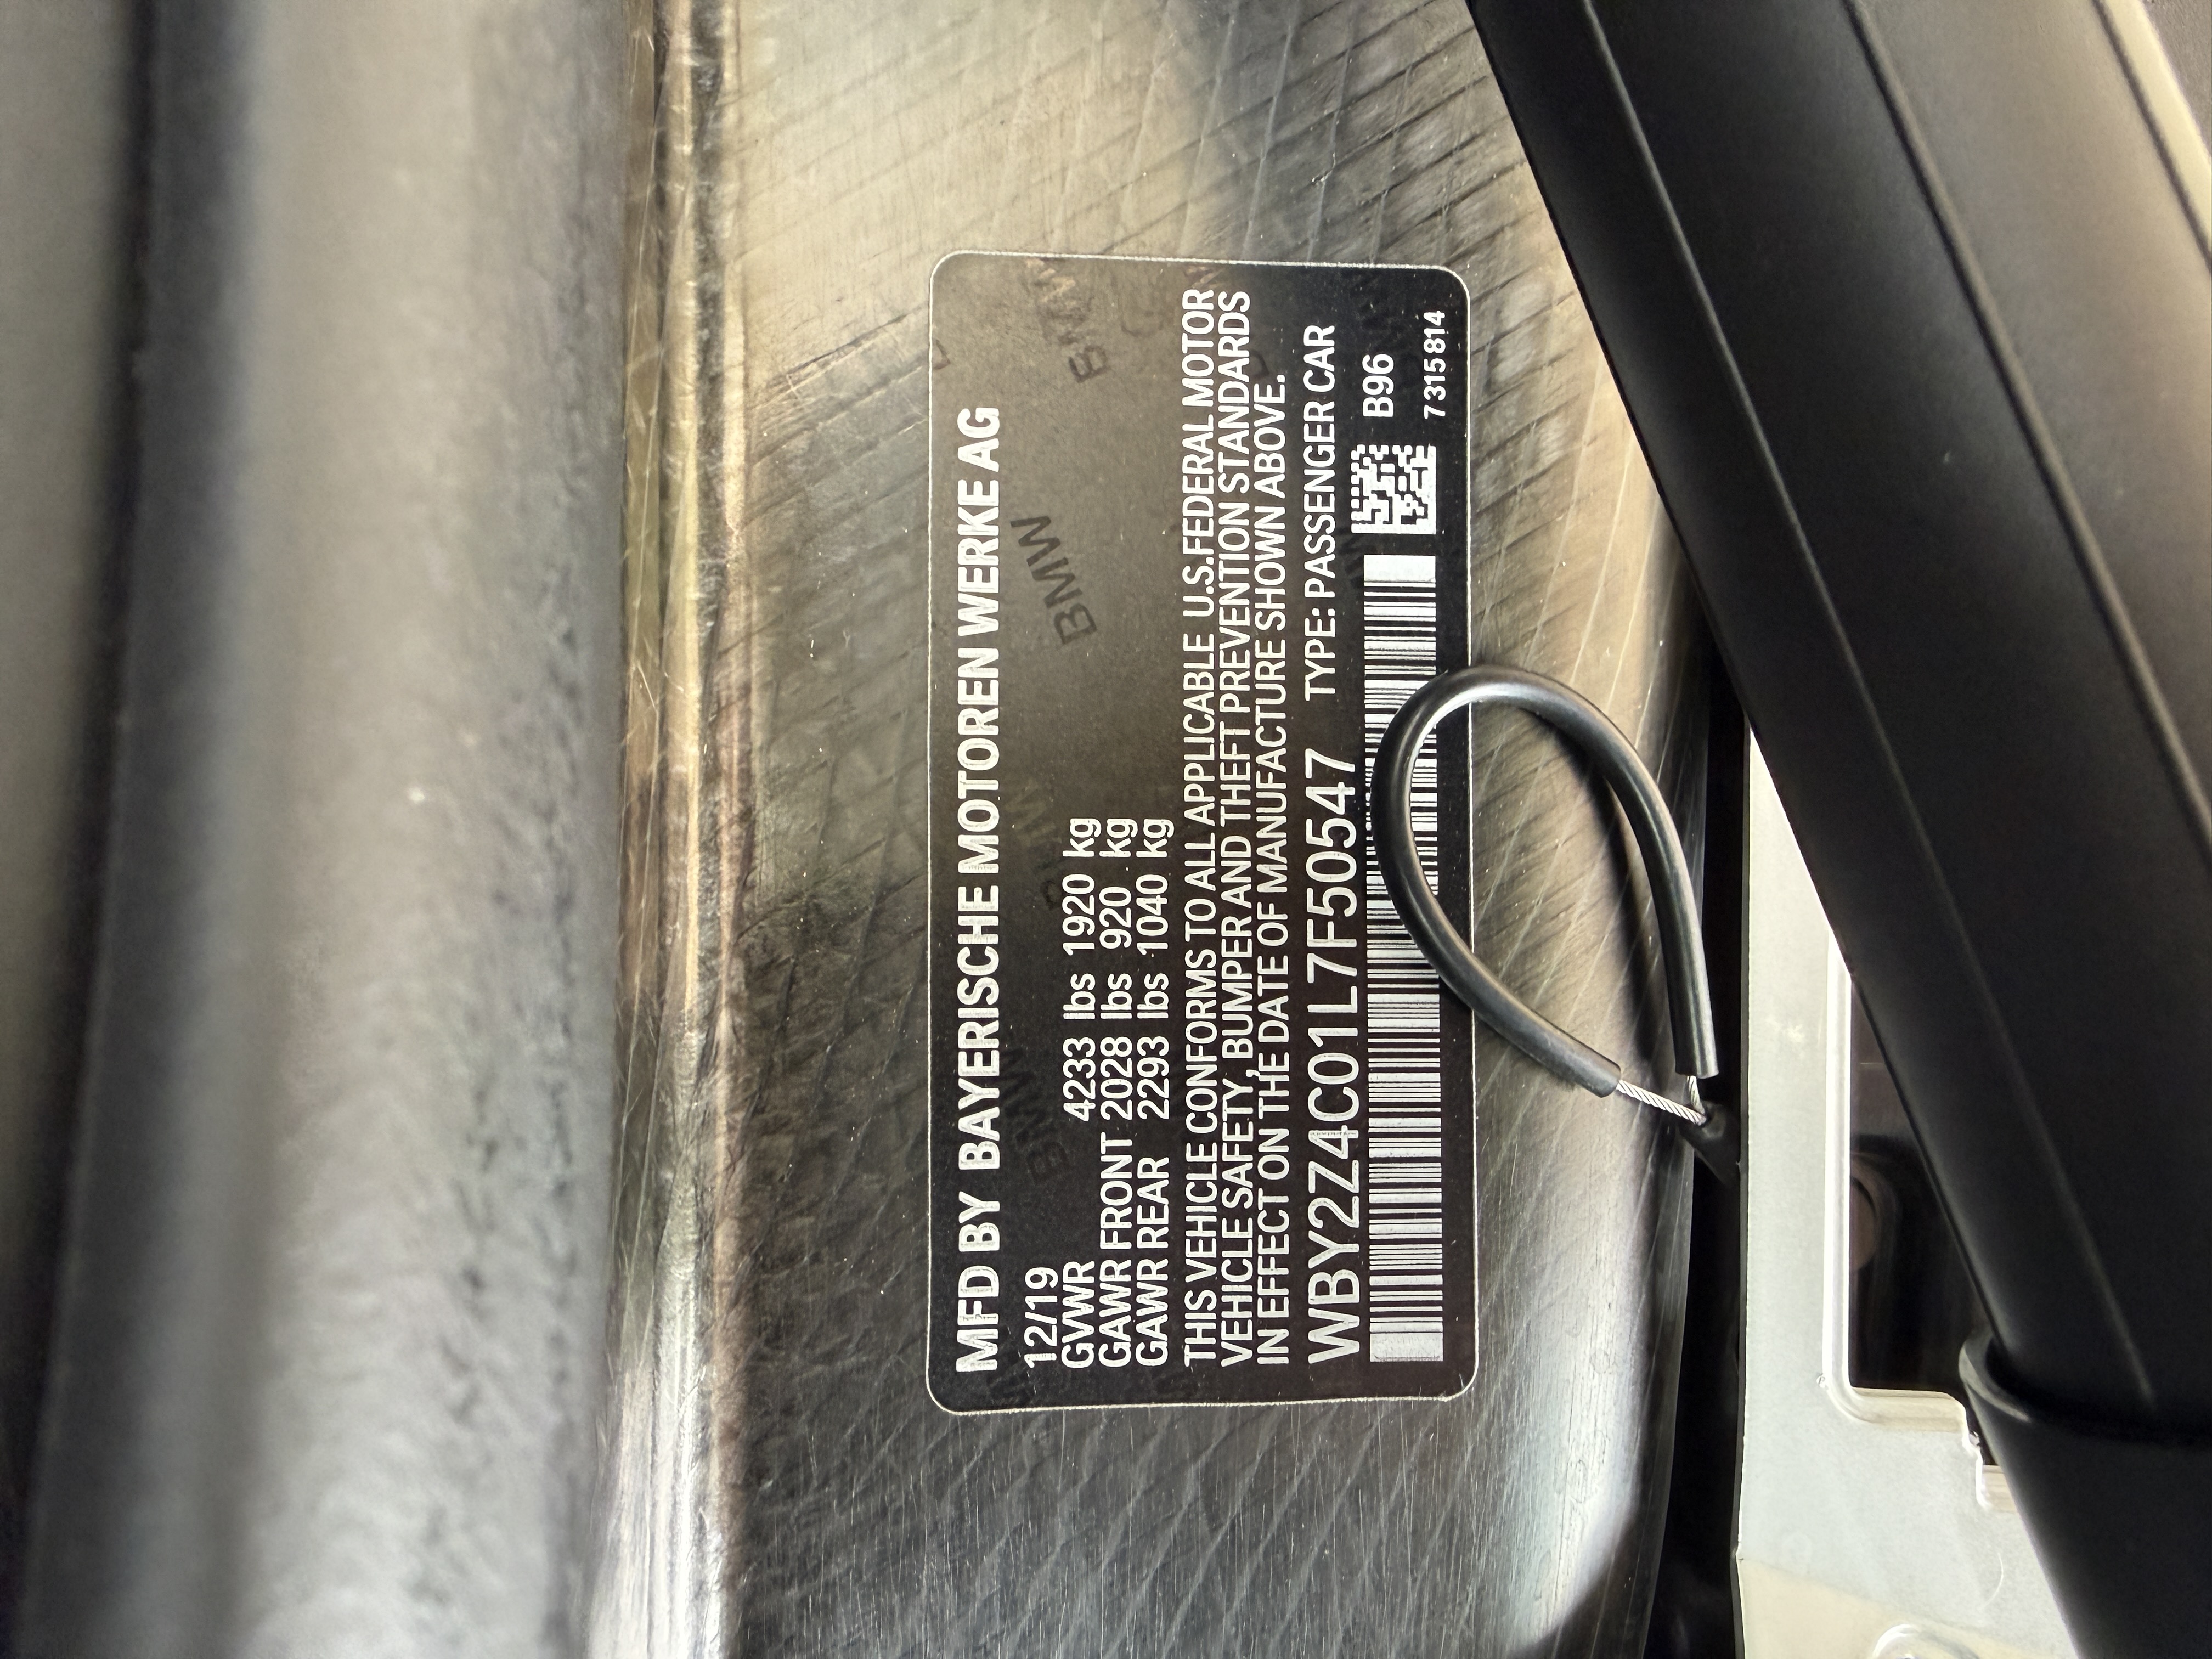 MFD BY BAYERISCHE MOTOREN WERKE AG
12/19
GVWR 4233 lbs 1920 kg
GAWR FRONT 2028 lbs 920 kg
GAWR REAR 2293 lbs 1040 kg
THIS VEHICLE CONFORMS TO ALL APPLICABLE U.S.FEDERAL MOTOR
VEHICLE SAFETY, BUMPER AND THEFT PREVENTION STANDARDS
IN EFFECT ON THE DATE OF MANUFACTURE SHOWN ABOVE.
WBY2Z4C01L7F50547 TYPE: PASSENGER CAR
B96
7315814
BMW
BMW
BMW